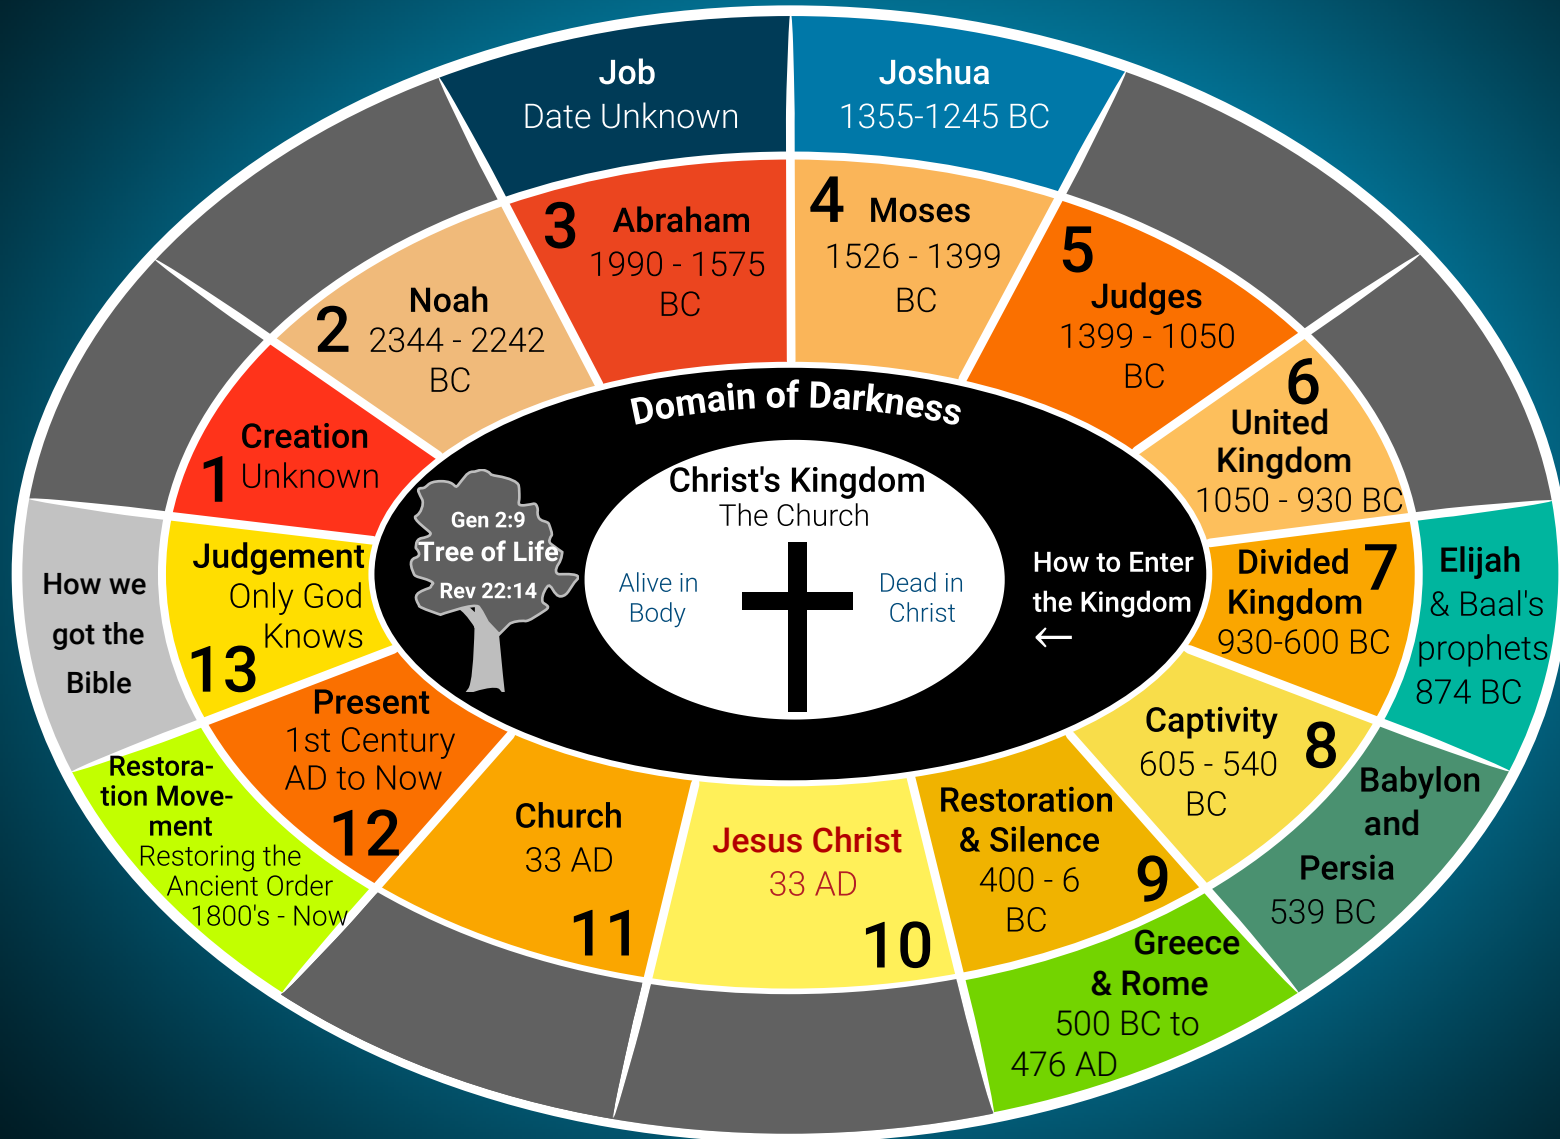 Job
Date Unknown
Joshua
1355-1245 BC
3
Abraham
1990 - 1575
BC
4
Moses
1526 - 1399
BC
5
Judges
1399 - 1050
BC
2
Noah
2344 - 2242
BC
6
United
Kingdom
1050 - 930 BC
1
Creation
Unknown
Domain of Darkness
Christ's Kingdom
The Church
Alive in
Body
Dead in
Christ
Gen 2:9
Tree of Life
Rev 22:14
How to Enter
the Kingdom
←
Divided
Kingdom
930-600 BC
7
Elijah
& Baal's
prophets
874 BC
How we
got the
Bible
Judgement
Only God
Knows
13
Captivity
605 - 540
BC
8
Babylon
and
Persia
539 BC
Present
1st Century
AD to Now
12
Restora-
tion Move-
ment
Restoring the
Ancient Order
1800's - Now
Church
33 AD
11
Jesus Christ
33 AD
10
Restoration
& Silence
400 - 6
BC
9
Greece
& Rome
500 BC to
476 AD